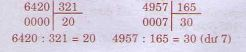 6420 321 4957 165
0000 20 0007 30
6420 : 321 = 20 4957 : 165 = 30 (dư 7)